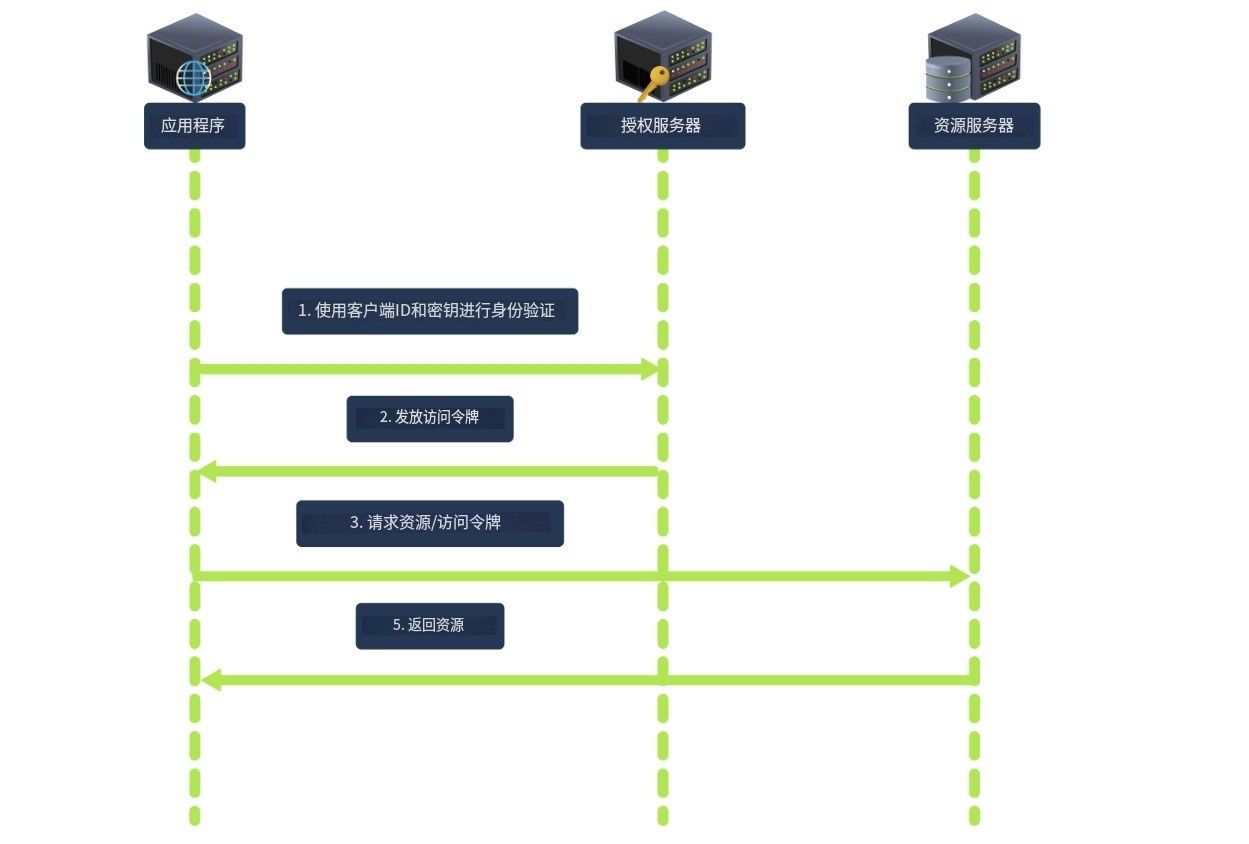 应用程序
授权服务器
资源服务器
1. 使用客户端ID和密钥进行身份验证
2. 发放访问令牌
3. 请求资源/访问令牌
5. 返回资源